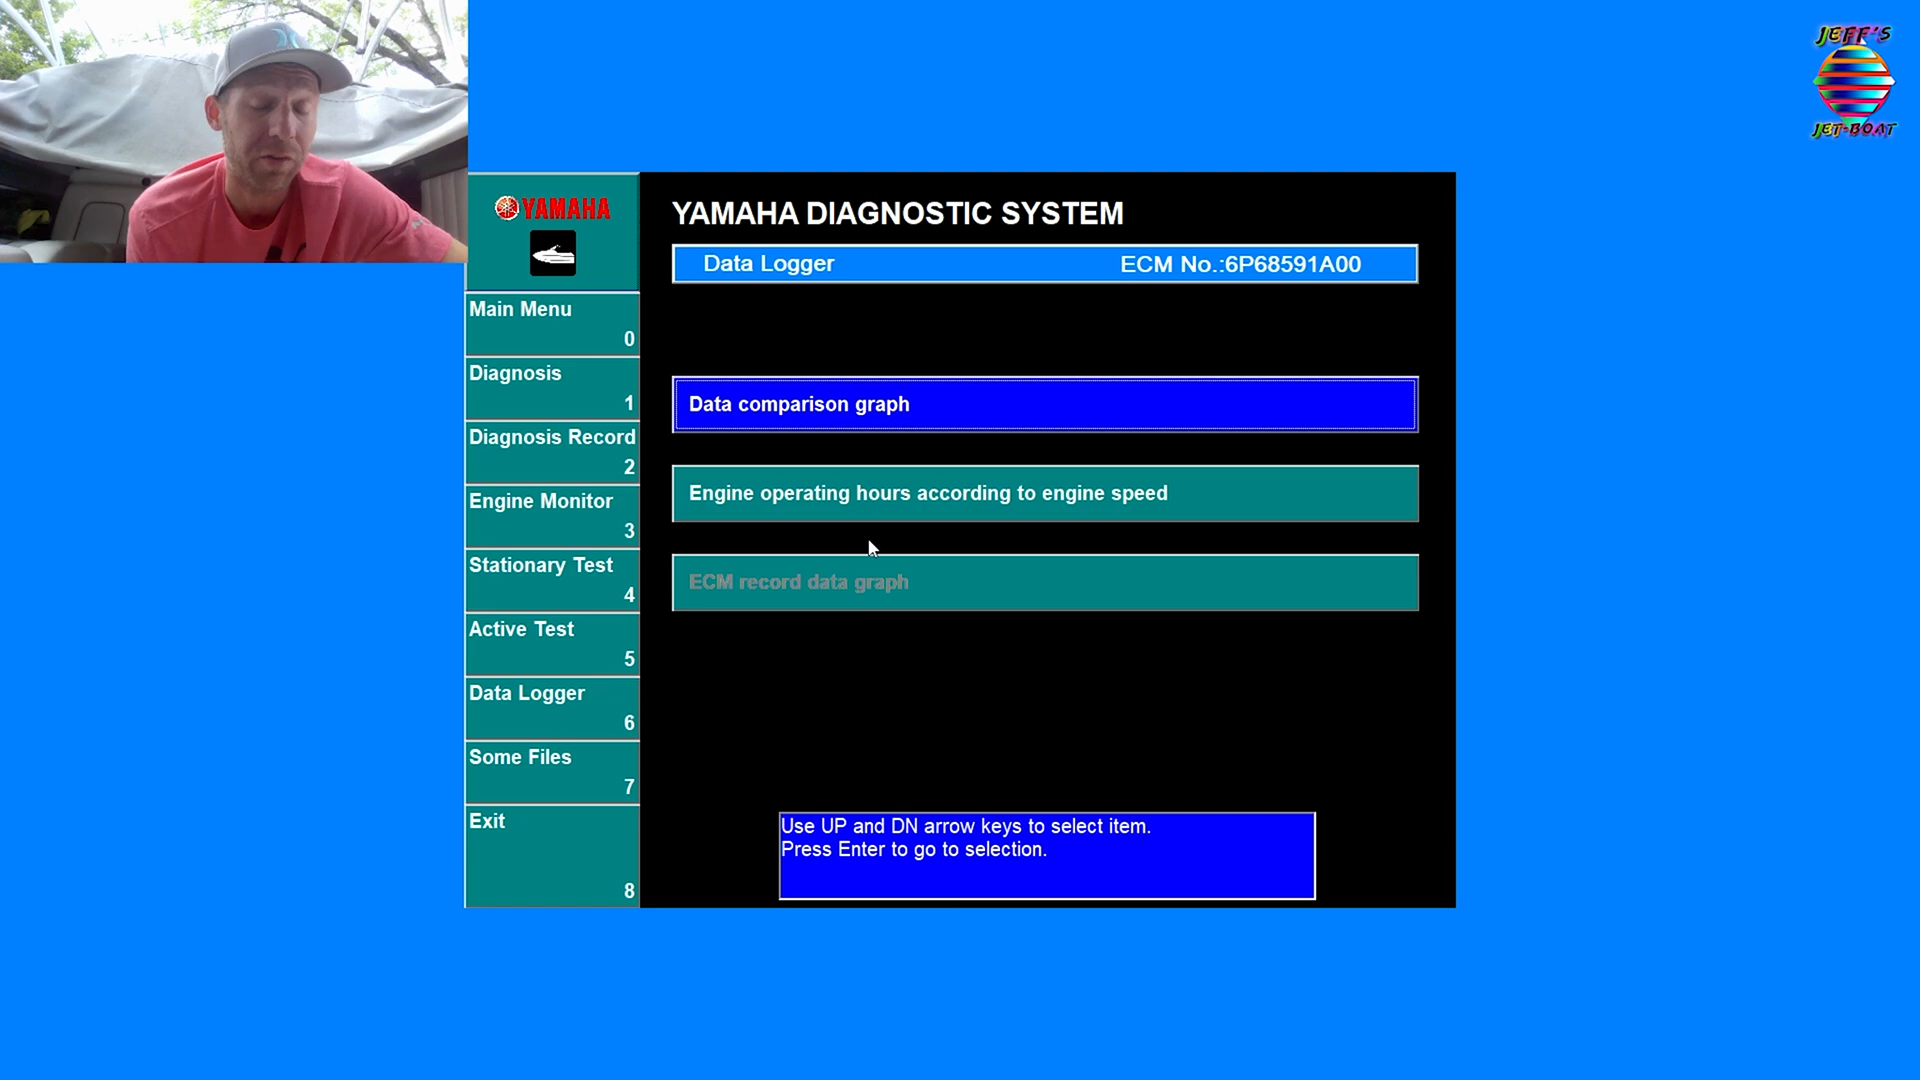 JEFF'S
JET-BOAT
YAMAHA
YAMAHA DIAGNOSTIC SYSTEM
Data Logger ECM No.:6P68591A00
Main Menu
0
Diagnosis
1
Diagnosis Record
2
Engine Monitor
3
Stationary Test
4
Active Test
5
Data Logger
6
Some Files
7
Exit
8
Data comparison graph
Engine operating hours according to engine speed
ECM record data graph
Use UP and DN arrow keys to select item.
Press Enter to go to selection.